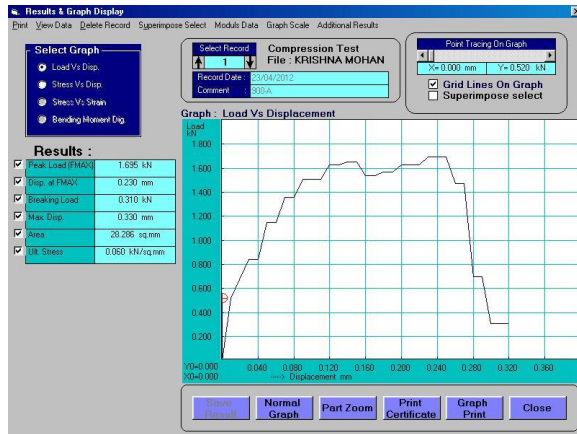 Results & Graph Display
Print View Data Delete Record Superimpose Select Moduls Data Graph Scale Additional Results
Select Graph
Load Vs Disp.
Stress Vs Disp.
Stress Vs Strain
Bending Moment Dig.
Select Record
1
Compression Test
File : KRISHNA MOHAN
Record Date : 23/04/2012
Comment : 900-A
Point Tracing On Graph
X= 0.000 mm Y= 0.520 kN
Grid Lines On Graph
Superimpose select
Results :
Peak Load (FMAX) 1.695 kN
Disp. at FMAX 0.230 mm
Breaking Load 0.310 kN
Max. Disp. 0.330 mm
Area 28.286 sq.mm
Ult. Stress 0.060 kN/sq.mm
Graph : Load Vs Displacement
Load
kN
1.800
1.600
1.400
1.200
1.000
0.800
0.600
0.400
0.200
Y0=0.000
X0=0.000
0.040 0.080 0.120 0.160 0.200 0.240 0.280 0.320 0.360
----> Displacement mm
Save Result
Normal Graph
Part Zoom
Print Certificate
Graph Print
Close